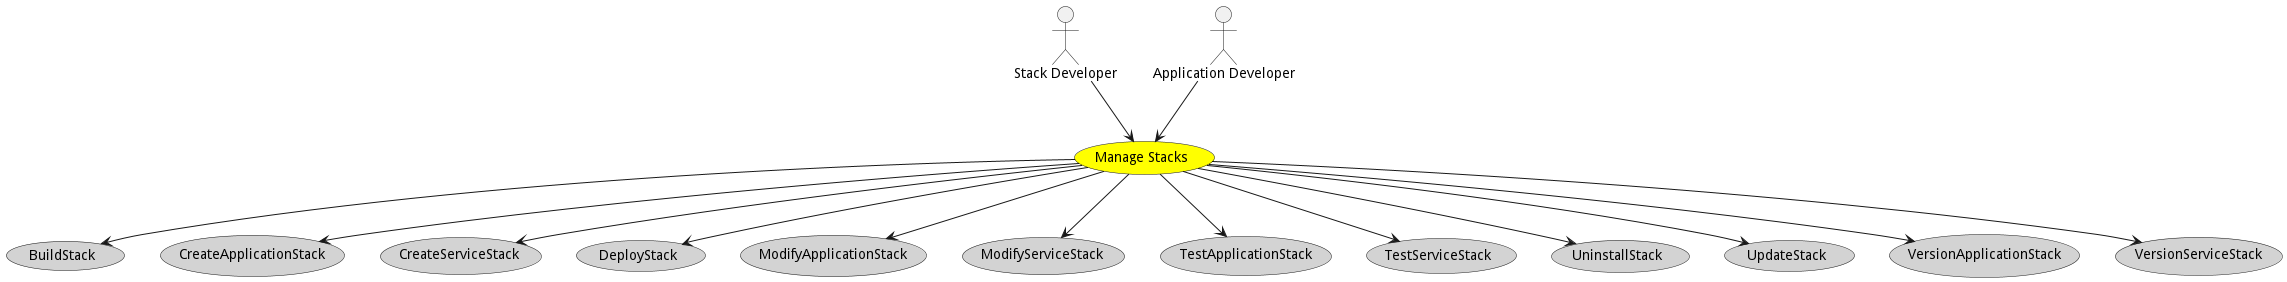 Stack Developer
Application Developer
Manage Stacks
BuildStack
CreateApplicationStack
CreateServiceStack
DeployStack
ModifyApplicationStack
ModifyServiceStack
TestApplicationStack
TestServiceStack
UninstallStack
UpdateStack
VersionApplicationStack
VersionServiceStack